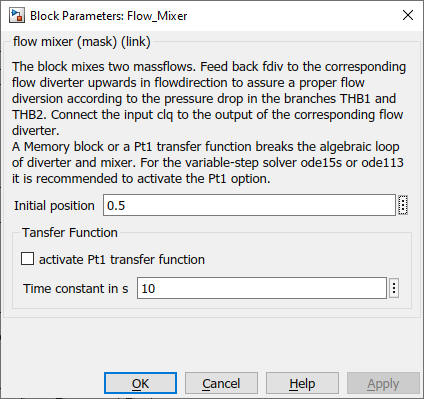 Block Parameters: Flow_Mixer
flow mixer (mask) (link)
The block mixes two massflows. Feed back fdiv to the corresponding
flow diverter upwards in flowdirection to assure a proper flow
diversion according to the pressure drop in the branches THB1 and
THB2. Connect the input clq to the output of the corresponding flow
diverter.
A Memory block or a Pt1 transfer function breaks the algebraic loop
of diverter and mixer. For the variable-step solver ode15s or ode113
it is recommended to activate the Pt1 option.
Initial position 0.5
Tansfer Function
activate Pt1 transfer function
Time constant in s 10
OK Cancel Help Apply